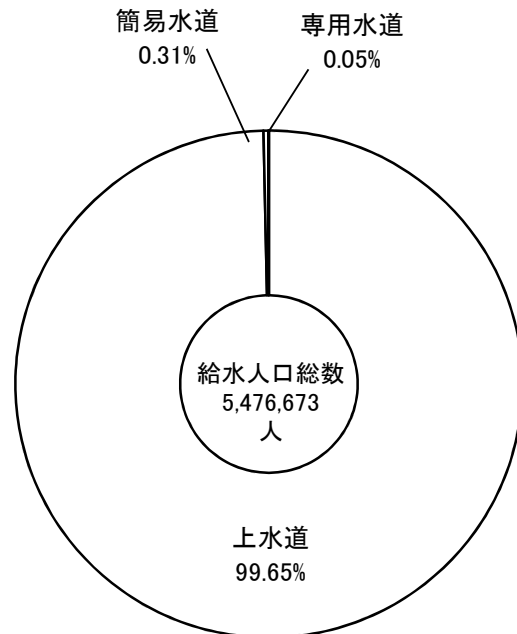 簡易水道
0.31%
専用水道
0.05%
給水人口総数
5,476,673
人
上水道
99.65%